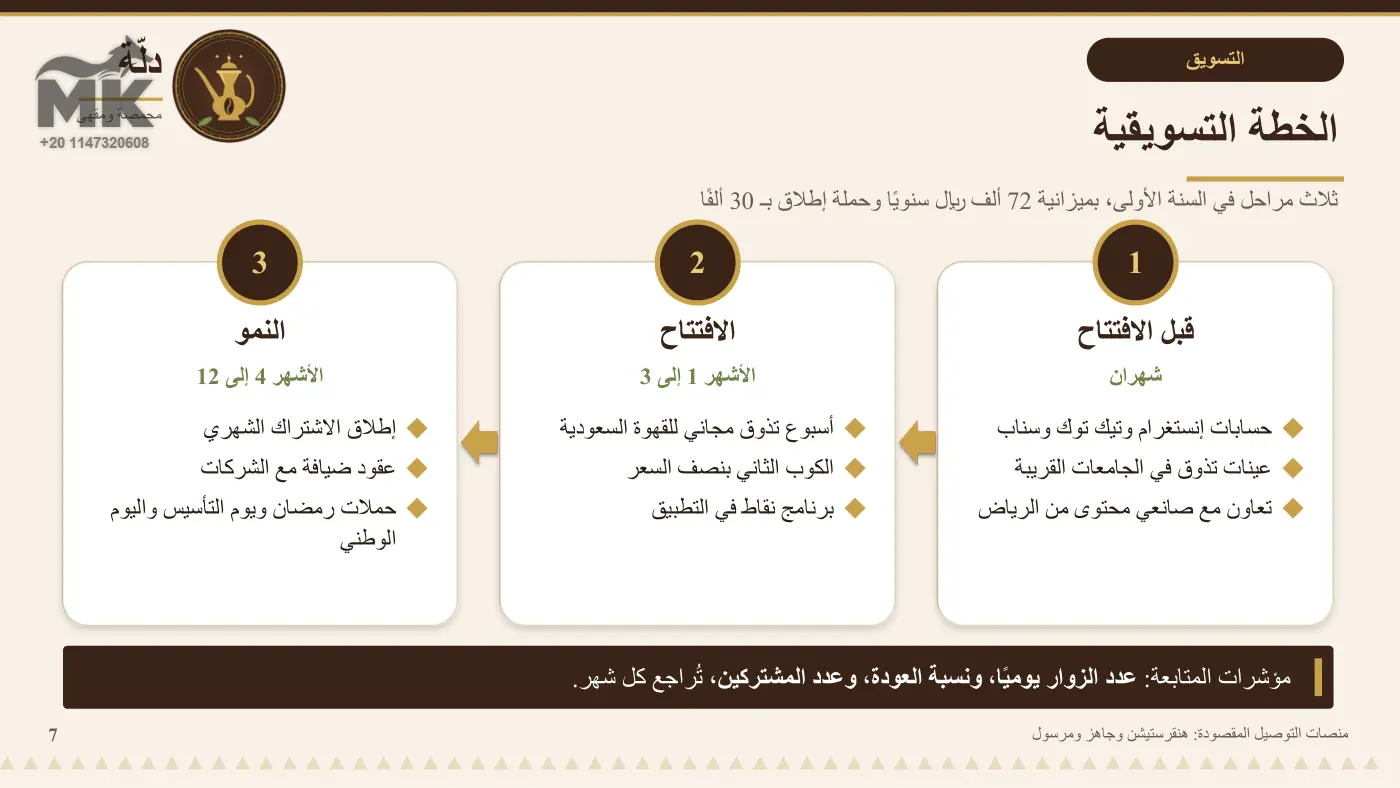 التسويق
دلّة
محمصة ومقهى
MK
+20 1147320608
الخطة التسويقية
ثلاث مراحل في السنة الأولى، بميزانية 72 ألف ريال سنويًا وحملة إطلاق بـ 30 ألفًا
1
قبل الافتتاح
شهران
حسابات إنستغرام وتيك توك وسناب
عينات تذوق في الجامعات القريبة
تعاون مع صانعي محتوى من الرياض
2
الافتتاح
الأشهر 1 إلى 3
أسبوع تذوق مجاني للقهوة السعودية
الكوب الثاني بنصف السعر
برنامج نقاط في التطبيق
3
النمو
الأشهر 4 إلى 12
إطلاق الاشتراك الشهري
عقود ضيافة مع الشركات
حملات رمضان ويوم التأسيس واليوم
الوطني
مؤشرات المتابعة: عدد الزوار يوميًا، ونسبة العودة، وعدد المشتركين، تُراجع كل شهر.
منصات التوصيل المقصودة: هنقرستيشن وجاهز ومرسول
7